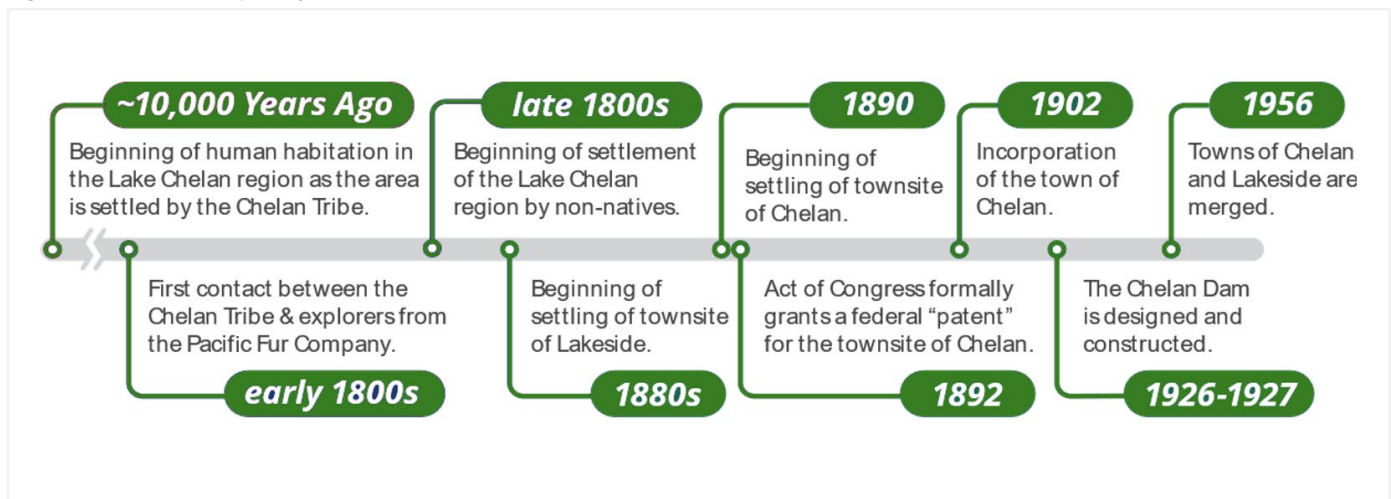 ~10,000 Years Ago
Beginning of human habitation in
the Lake Chelan region as the area
is settled by the Chelan Tribe.
late 1800s
Beginning of settlement
of the Lake Chelan
region by non-natives.
1890
Beginning of
settling of townsite
of Chelan.
1902
Incorporation
of the town of
Chelan.
1956
Towns of Chelan
and Lakeside are
merged.
First contact between the
Chelan Tribe & explorers from
the Pacific Fur Company.
early 1800s
Beginning of
settling of townsite
of Lakeside.
1880s
Act of Congress formally
grants a federal “patent”
for the townsite of Chelan.
1892
The Chelan Dam
is designed and
constructed.
1926-1927